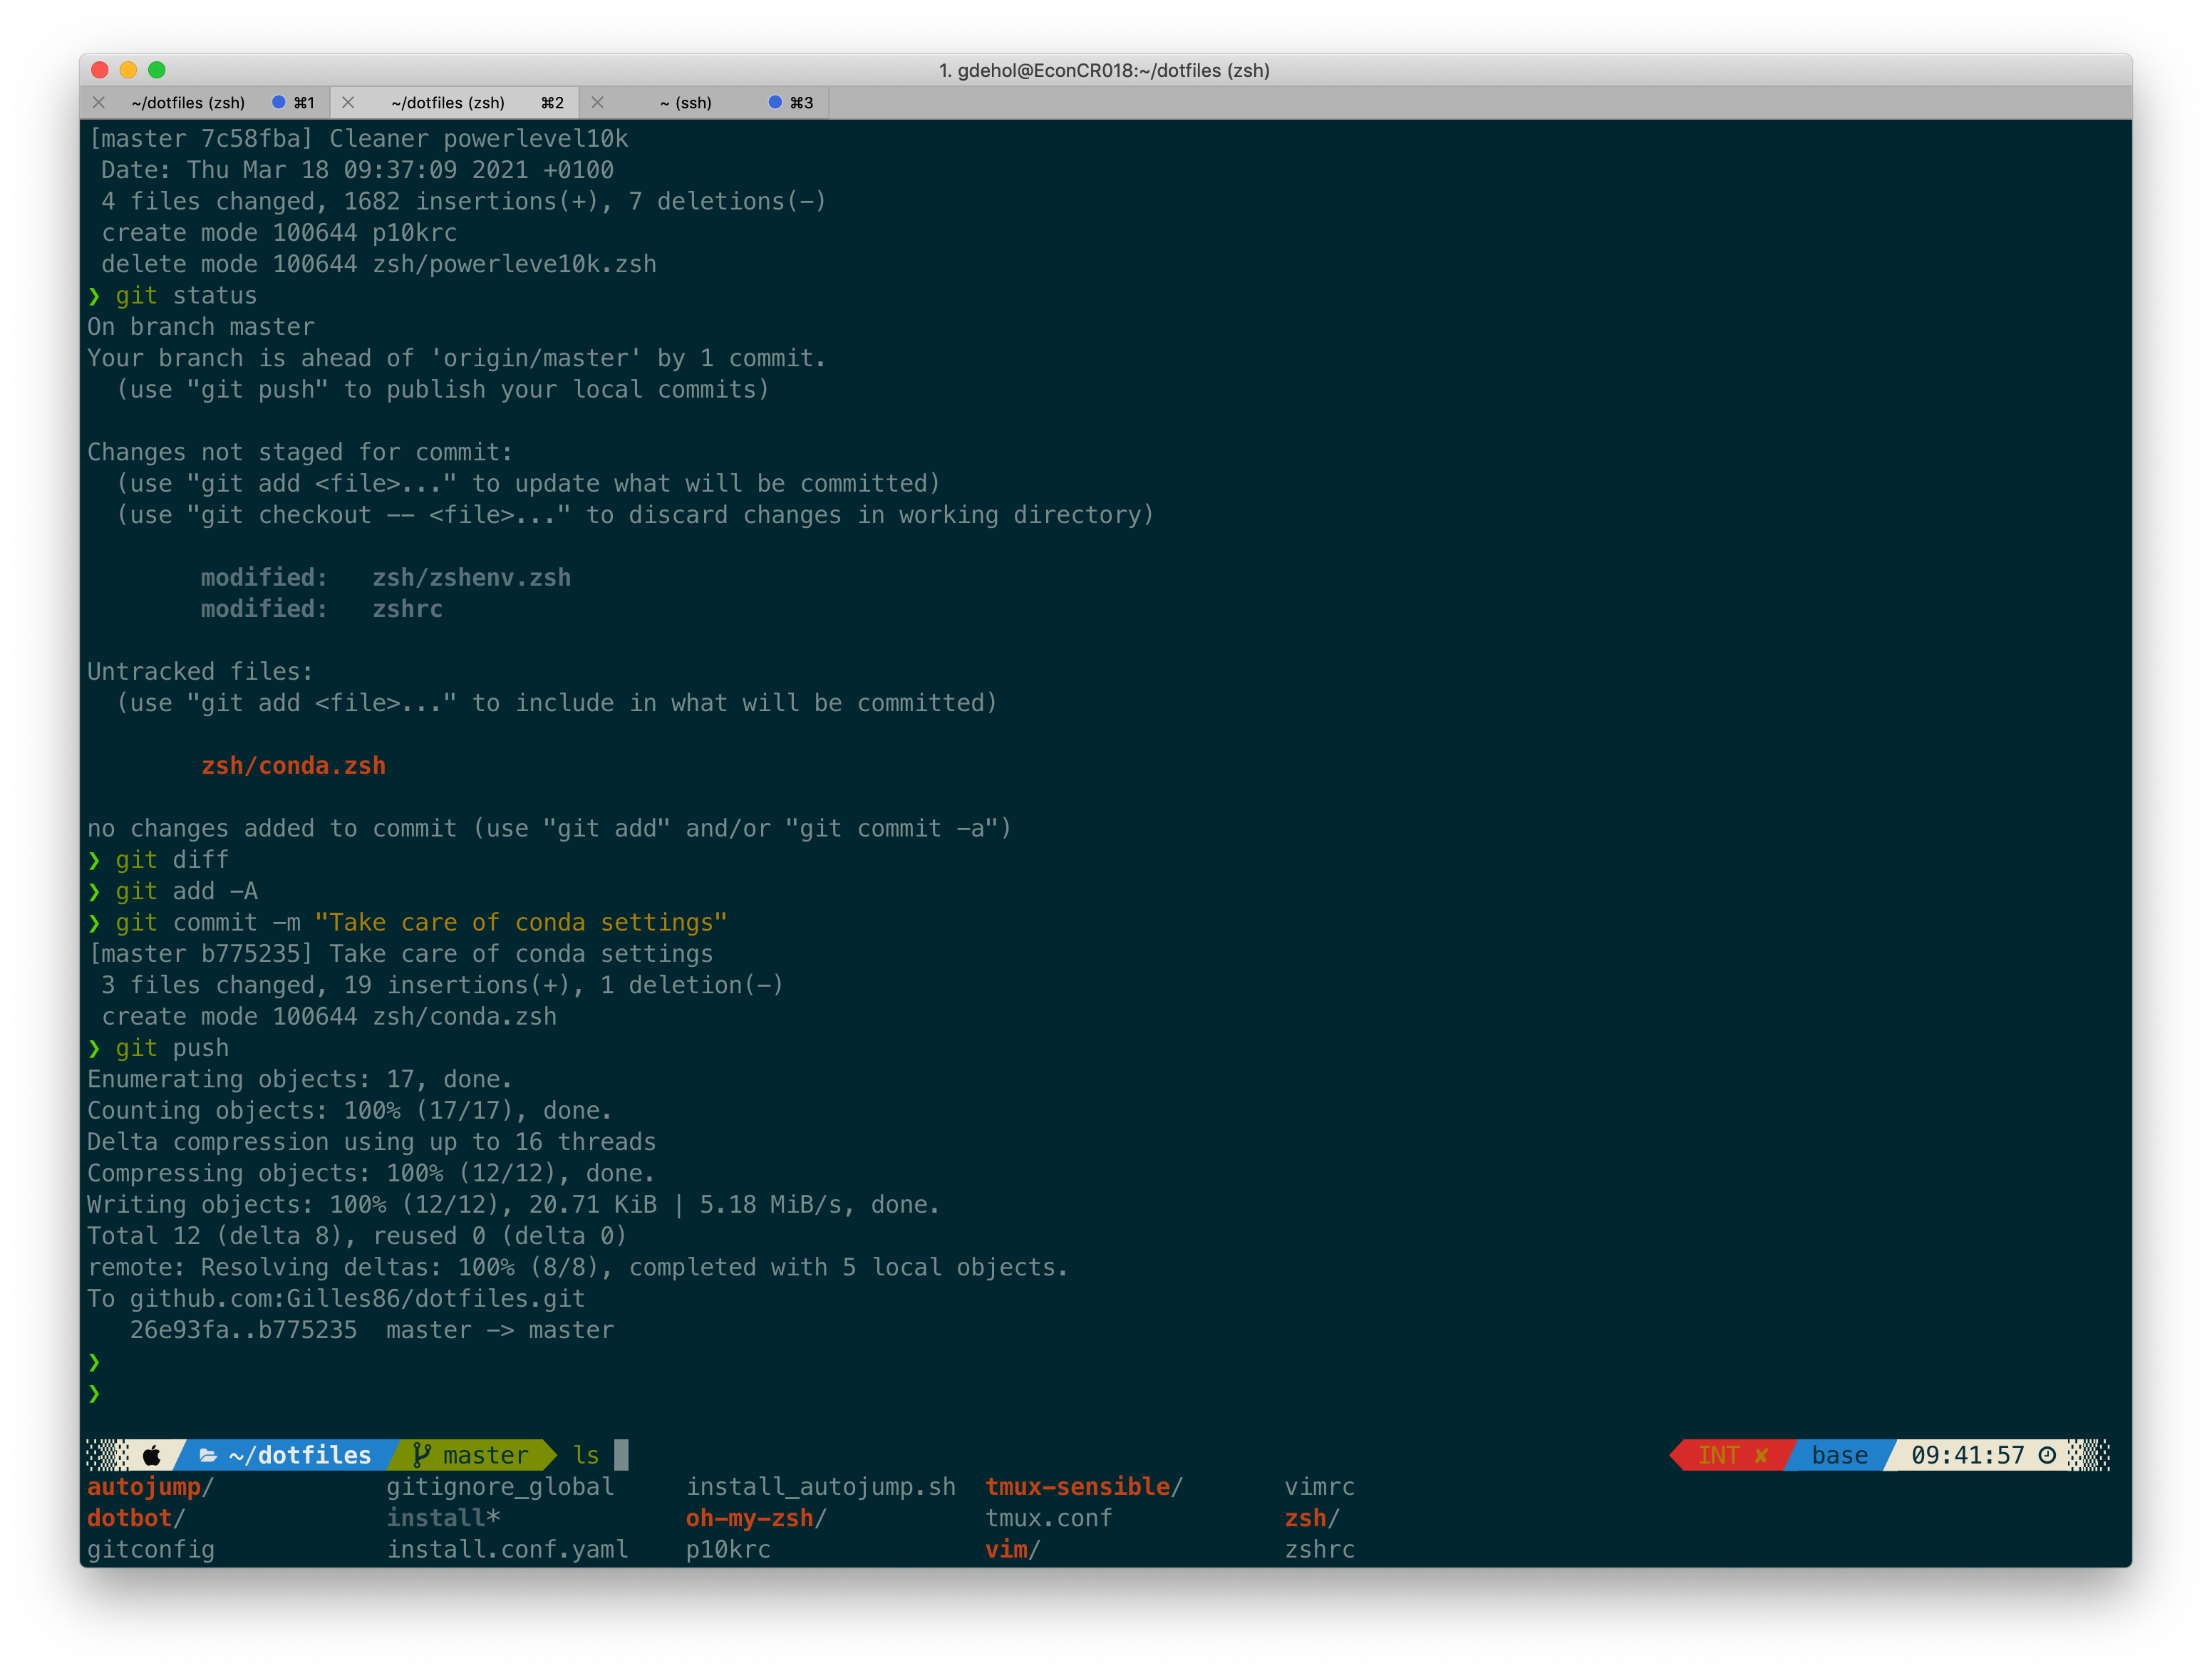 1. gdehol@EconCR018:~/dotfiles (zsh)
~/dotfiles (zsh) ⌘1 ~/dotfiles (zsh) ⌘2 ~ (ssh) ⌘3
[master 7c58fba] Cleaner powerlevel10k
 Date: Thu Mar 18 09:37:09 2021 +0100
 4 files changed, 1682 insertions(+), 7 deletions(-)
 create mode 100644 p10krc
 delete mode 100644 zsh/powerleve10k.zsh
❯ git status
On branch master
Your branch is ahead of 'origin/master' by 1 commit.
  (use "git push" to publish your local commits)
Changes not staged for commit:
  (use "git add <file>..." to update what will be committed)
  (use "git checkout -- <file>..." to discard changes in working directory)
        modified:   zsh/zshenv.zsh
        modified:   zshrc
Untracked files:
  (use "git add <file>..." to include in what will be committed)
        zsh/conda.zsh
no changes added to commit (use "git add" and/or "git commit -a")
❯ git diff
❯ git add -A
❯ git commit -m "Take care of conda settings"
[master b775235] Take care of conda settings
 3 files changed, 19 insertions(+), 1 deletion(-)
 create mode 100644 zsh/conda.zsh
❯ git push
Enumerating objects: 17, done.
Counting objects: 100% (17/17), done.
Delta compression using up to 16 threads
Compressing objects: 100% (12/12), done.
Writing objects: 100% (12/12), 20.71 KiB | 5.18 MiB/s, done.
Total 12 (delta 8), reused 0 (delta 0)
remote: Resolving deltas: 100% (8/8), completed with 5 local objects.
To github.com:Gilles86/dotfiles.git
   26e93fa..b775235  master -> master
❯
❯
~/dotfiles master ls INT ✘ base 09:41:57
autojump/ gitignore_global install_autojump.sh tmux-sensible/ vimrc
dotbot/ install* oh-my-zsh/ tmux.conf zsh/
gitconfig install.conf.yaml p10krc vim/ zshrc